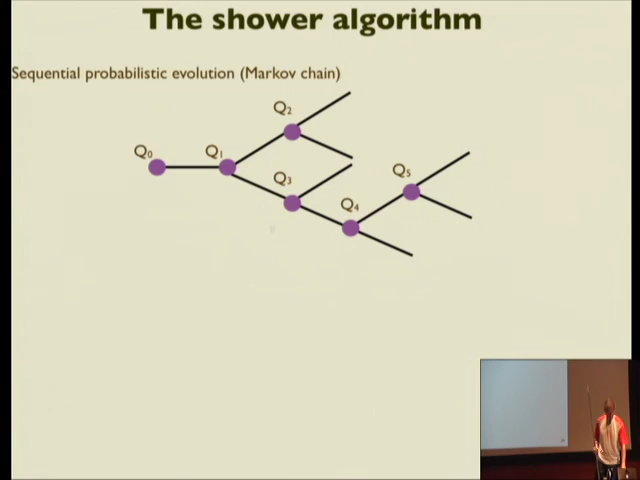 The shower algorithm
Sequential probabilistic evolution (Markov chain)
Q2
Q0
Q1
Q3
Q5
Q4